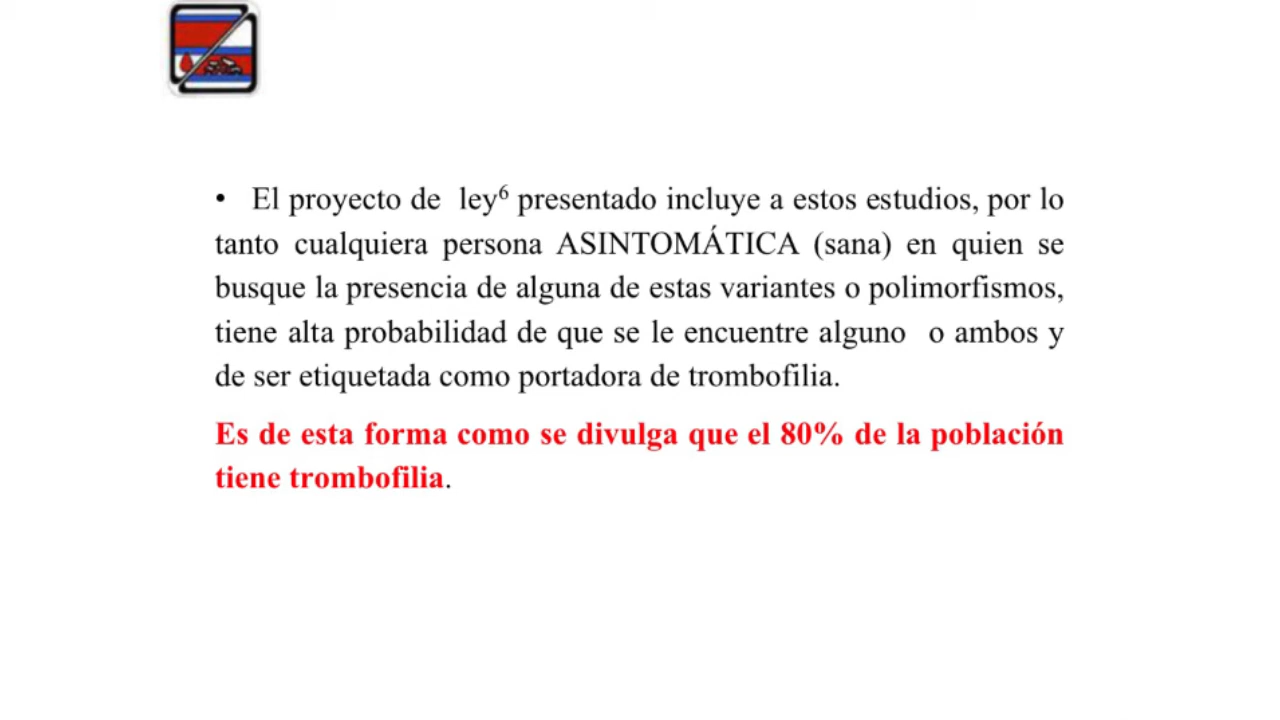 • El proyecto de ley⁶ presentado incluye a estos estudios, por lo
tanto cualquiera persona ASINTOMÁTICA (sana) en quien se
busque la presencia de alguna de estas variantes o polimorfismos,
tiene alta probabilidad de que se le encuentre alguno o ambos y
de ser etiquetada como portadora de trombofilia.
Es de esta forma como se divulga que el 80% de la población
tiene trombofilia.